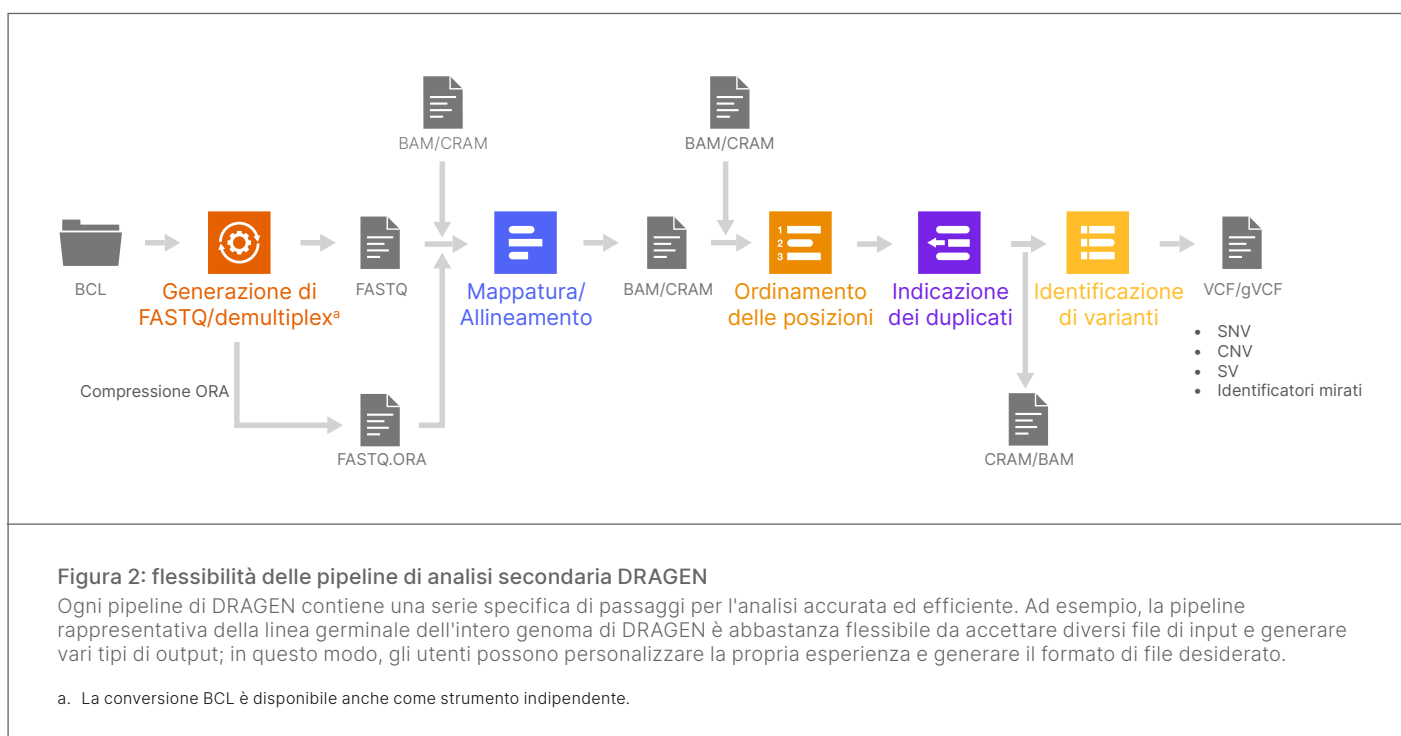 BAM/CRAM
BAM/CRAM
BCL
Generazione di
FASTQ/demultiplexᵃ
FASTQ
Mappatura/
Allineamento
BAM/CRAM
1
2
3
Ordinamento
delle posizioni
Indicazione
dei duplicati
Identificazione
di varianti
VCF/gVCF
• SNV
• CNV
• SV
• Identificatori mirati
Compressione ORA
FASTQ.ORA
CRAM/BAM
Figura 2: flessibilità delle pipeline di analisi secondaria DRAGEN
Ogni pipeline di DRAGEN contiene una serie specifica di passaggi per l'analisi accurata ed efficiente. Ad esempio, la pipeline
rappresentativa della linea germinale dell'intero genoma di DRAGEN è abbastanza flessibile da accettare diversi file di input e generare
vari tipi di output; in questo modo, gli utenti possono personalizzare la propria esperienza e generare il formato di file desiderato.
a. La conversione BCL è disponibile anche come strumento indipendente.